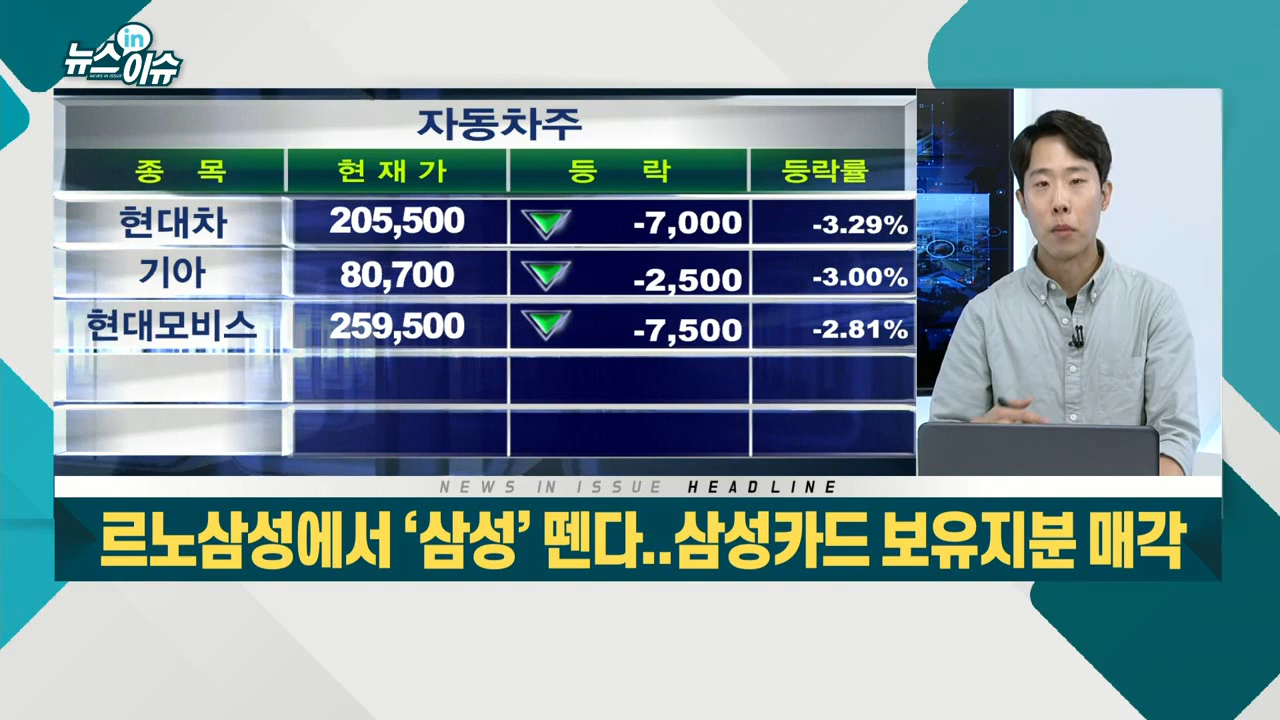 뉴스in이슈
NEWS IN ISSUE
자동차주
종 목 현 재 가 등 락 등락률
현대차 205,500 ▼ -7,000 -3.29%
기아 80,700 ▼ -2,500 -3.00%
현대모비스 259,500 ▼ -7,500 -2.81%
NEWS IN ISSUE HEADLINE
르노삼성에서 ‘삼성’ 뗀다..삼성카드 보유지분 매각